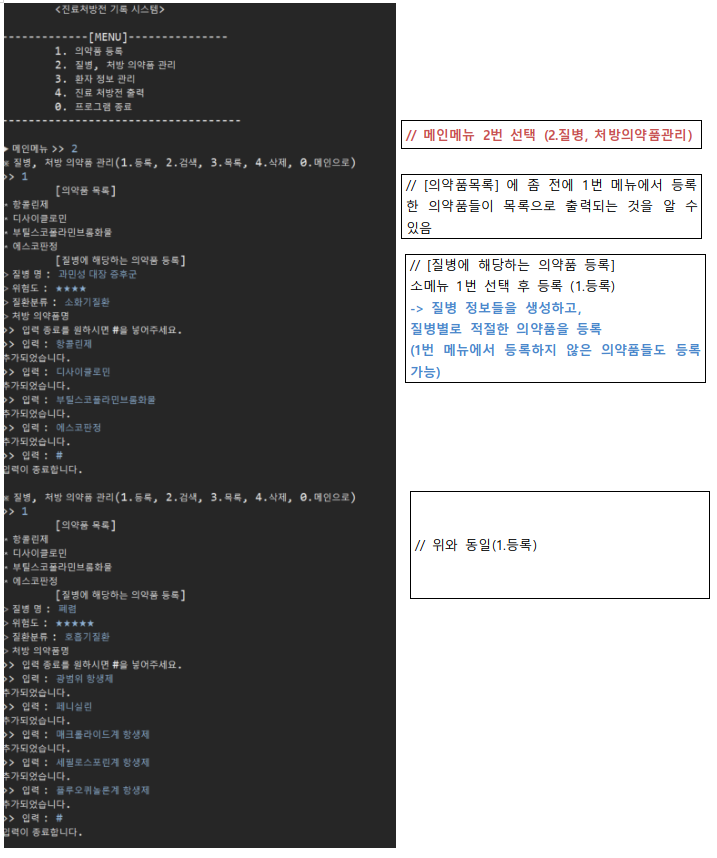 <진료처방전 기록 시스템>
-------------[MENU]---------------
1. 의약품 등록
2. 질병, 처방 의약품 관리
3. 환자 정보 관리
4. 진료 처방전 출력
0. 프로그램 종료
----------------------------------
▶ 메인메뉴 >> 2
※ 질병, 처방 의약품 관리(1.등록, 2.검색, 3.목록, 4.삭제, 0.메인으로)
>> 1
[의약품 목록]
• 항콜린제
• 디사이클로민
• 부틸스코폴라민브롬화물
• 에스코판정
[질병에 해당하는 의약품 등록]
> 질병 명 : 과민성 대장 증후군
> 위험도 : ★★★★
> 질환분류 : 소화기질환
> 처방 의약품명
>> 입력 종료를 원하시면 #을 넣어주세요.
>> 입력 : 항콜린제
추가되었습니다.
>> 입력 : 디사이클로민
추가되었습니다.
>> 입력 : 부틸스코폴라민브롬화물
추가되었습니다.
>> 입력 : 에스코판정
추가되었습니다.
>> 입력 : #
입력이 종료합니다.
※ 질병, 처방 의약품 관리(1.등록, 2.검색, 3.목록, 4.삭제, 0.메인으로)
>> 1
[의약품 목록]
• 항콜린제
• 디사이클로민
• 부틸스코폴라민브롬화물
• 에스코판정
[질병에 해당하는 의약품 등록]
> 질병 명 : 폐렴
> 위험도 : ★★★★★
> 질환분류 : 호흡기질환
> 처방 의약품명
>> 입력 종료를 원하시면 #을 넣어주세요.
>> 입력 : 광범위 항생제
추가되었습니다.
>> 입력 : 페니실린
추가되었습니다.
>> 입력 : 매크롤라이드계 항생제
추가되었습니다.
>> 입력 : 세팔로스포린계 항생제
추가되었습니다.
>> 입력 : 플루오퀴놀론계 항생제
추가되었습니다.
>> 입력 : #
입력이 종료합니다.
// 메인메뉴 2번 선택 (2.질병, 처방의약품관리)
// [의약품목록] 에 좀 전에 1번 메뉴에서 등록
한 의약품들이 목록으로 출력되는 것을 알 수
있음
// [질병에 해당하는 의약품 등록]
소메뉴 1번 선택 후 등록 (1.등록)
-> 질병 정보들을 생성하고,
질병별로 적절한 의약품을 등록
(1번 메뉴에서 등록하지 않은 의약품들도 등록
가능)
// 위와 동일(1.등록)